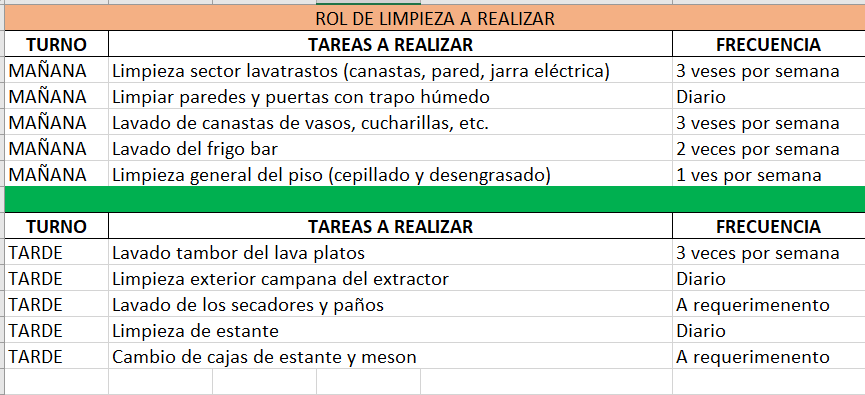 ROL DE LIMPIEZA A REALIZAR
TURNO TAREAS A REALIZAR FRECUENCIA
MAÑANA Limpieza sector lavatrastos (canastas, pared, jarra eléctrica) 3 veses por semana
MAÑANA Limpiar paredes y puertas con trapo húmedo Diario
MAÑANA Lavado de canastas de vasos, cucharillas, etc. 3 veses por semana
MAÑANA Lavado del frigo bar 2 veces por semana
MAÑANA Limpieza general del piso (cepillado y desengrasado) 1 ves por semana
TURNO TAREAS A REALIZAR FRECUENCIA
TARDE Lavado tambor del lava platos 3 veces por semana
TARDE Limpieza exterior campana del extractor Diario
TARDE Lavado de los secadores y paños A requerimenento
TARDE Limpieza de estante Diario
TARDE Cambio de cajas de estante y meson A requerimenento